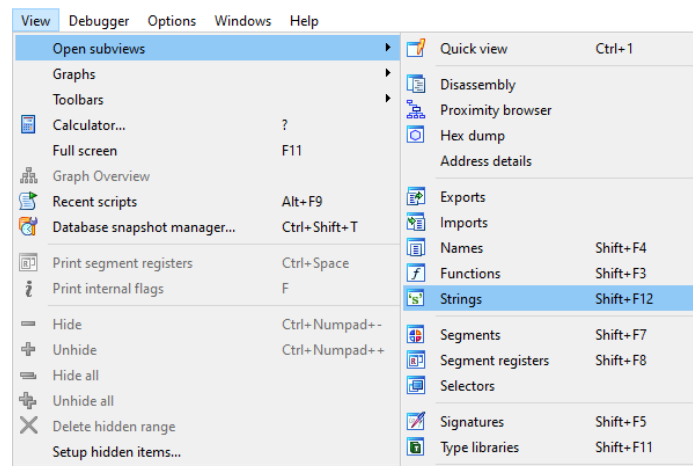 View Debugger Options Windows Help
Open subviews
Graphs
Toolbars
Calculator... ?
Full screen F11
Graph Overview
Recent scripts Alt+F9
Database snapshot manager... Ctrl+Shift+T
Print segment registers Ctrl+Space
Print internal flags F
Hide Ctrl+Numpad+-
Unhide Ctrl+Numpad++
Hide all
Unhide all
Delete hidden range
Setup hidden items...
Quick view Ctrl+1
Disassembly
Proximity browser
Hex dump
Address details
Exports
Imports
Names Shift+F4
Functions Shift+F3
's' Strings Shift+F12
Segments Shift+F7
Segment registers Shift+F8
Selectors
Signatures Shift+F5
Type libraries Shift+F11